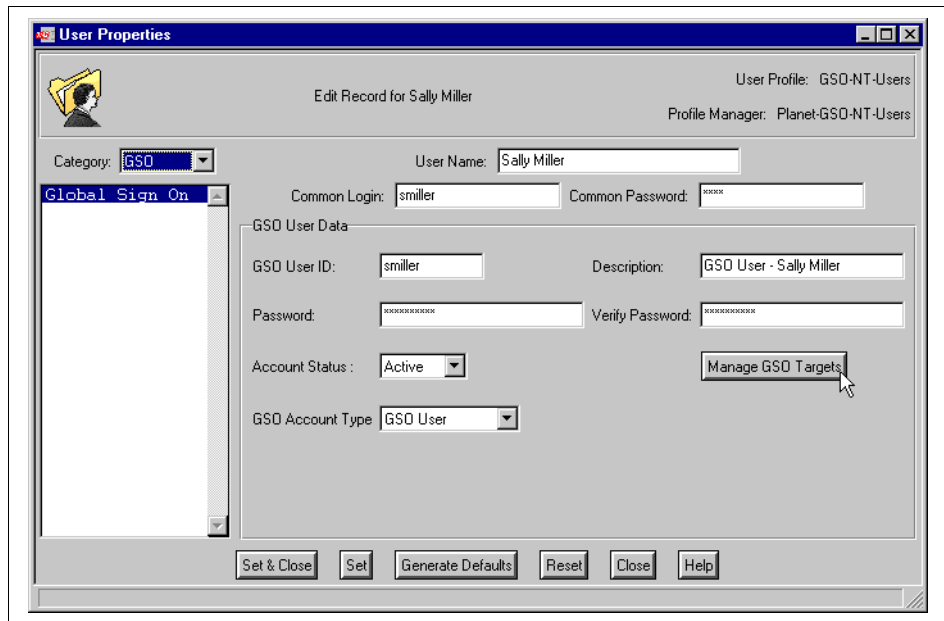 User Properties
Edit Record for Sally Miller
User Profile: GSO-NT-Users
Profile Manager: Planet-GSO-NT-Users
Category: GSO
User Name: Sally Miller
Global Sign On
Common Login: smiller
Common Password: ****
GSO User Data
GSO User ID: smiller
Description: GSO User - Sally Miller
Password: **********
Verify Password: **********
Account Status : Active
Manage GSO Targets
GSO Account Type GSO User
Set & Close Set Generate Defaults Reset Close Help